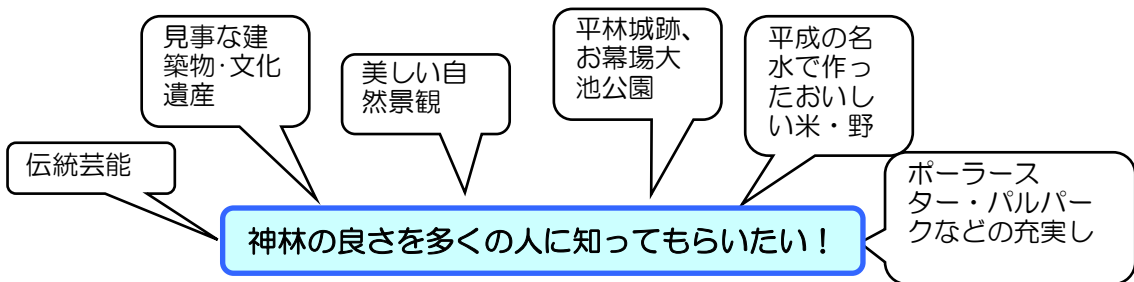 伝統芸能
見事な建
築物・文化
遺産
美しい自
然景観
平林城跡、
お幕場大
池公園
平成の名
水で作っ
たおいし
い米・野
ポーラース
ター・パルパー
クなどの充実し
神林の良さを多くの人に知ってもらいたい！